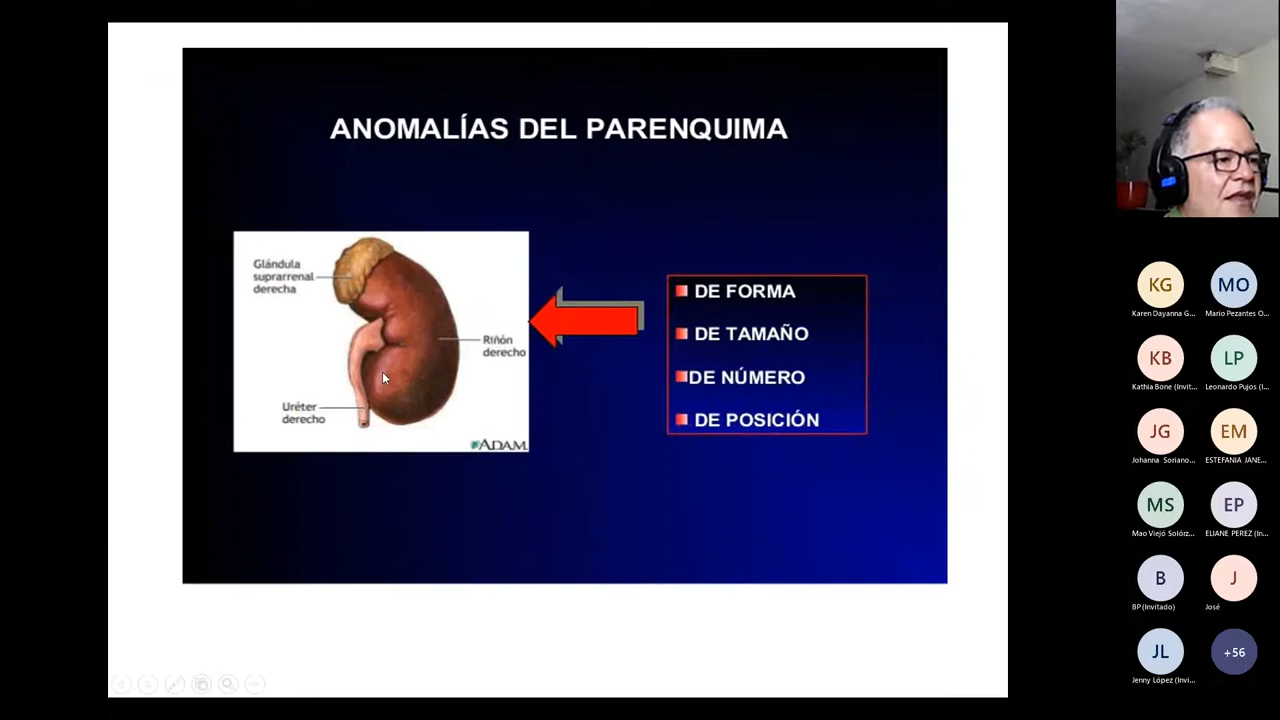 ANOMALÍAS DEL PARENQUIMA
Glándula
suprarrenal
derecha
Riñón
derecho
Uréter
derecho
ADAM
DE FORMA
DE TAMAÑO
DE NÚMERO
DE POSICIÓN
KG
Karen Dayanna G...
MO
Mario Pezantes O...
KB
Kathia Bone (Invit...
LP
Leonardo Pujos (I...
JG
Johanna Soriano...
EM
ESTEFANIA JANE...
MS
Mao Viejó Solórz...
EP
ELIANE PEREZ (In...
B
BP (Invitado)
J
José
JL
Jenny López (Invi...
+56